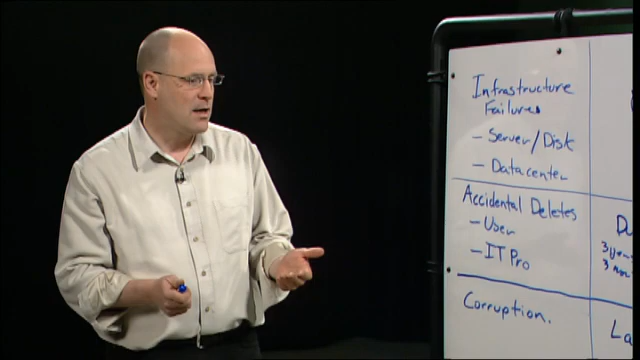 Infrastructure
Failures
- Server/Disk
- Datacenter
Accidental Deletes
- User
- IT Pro
Corruption.